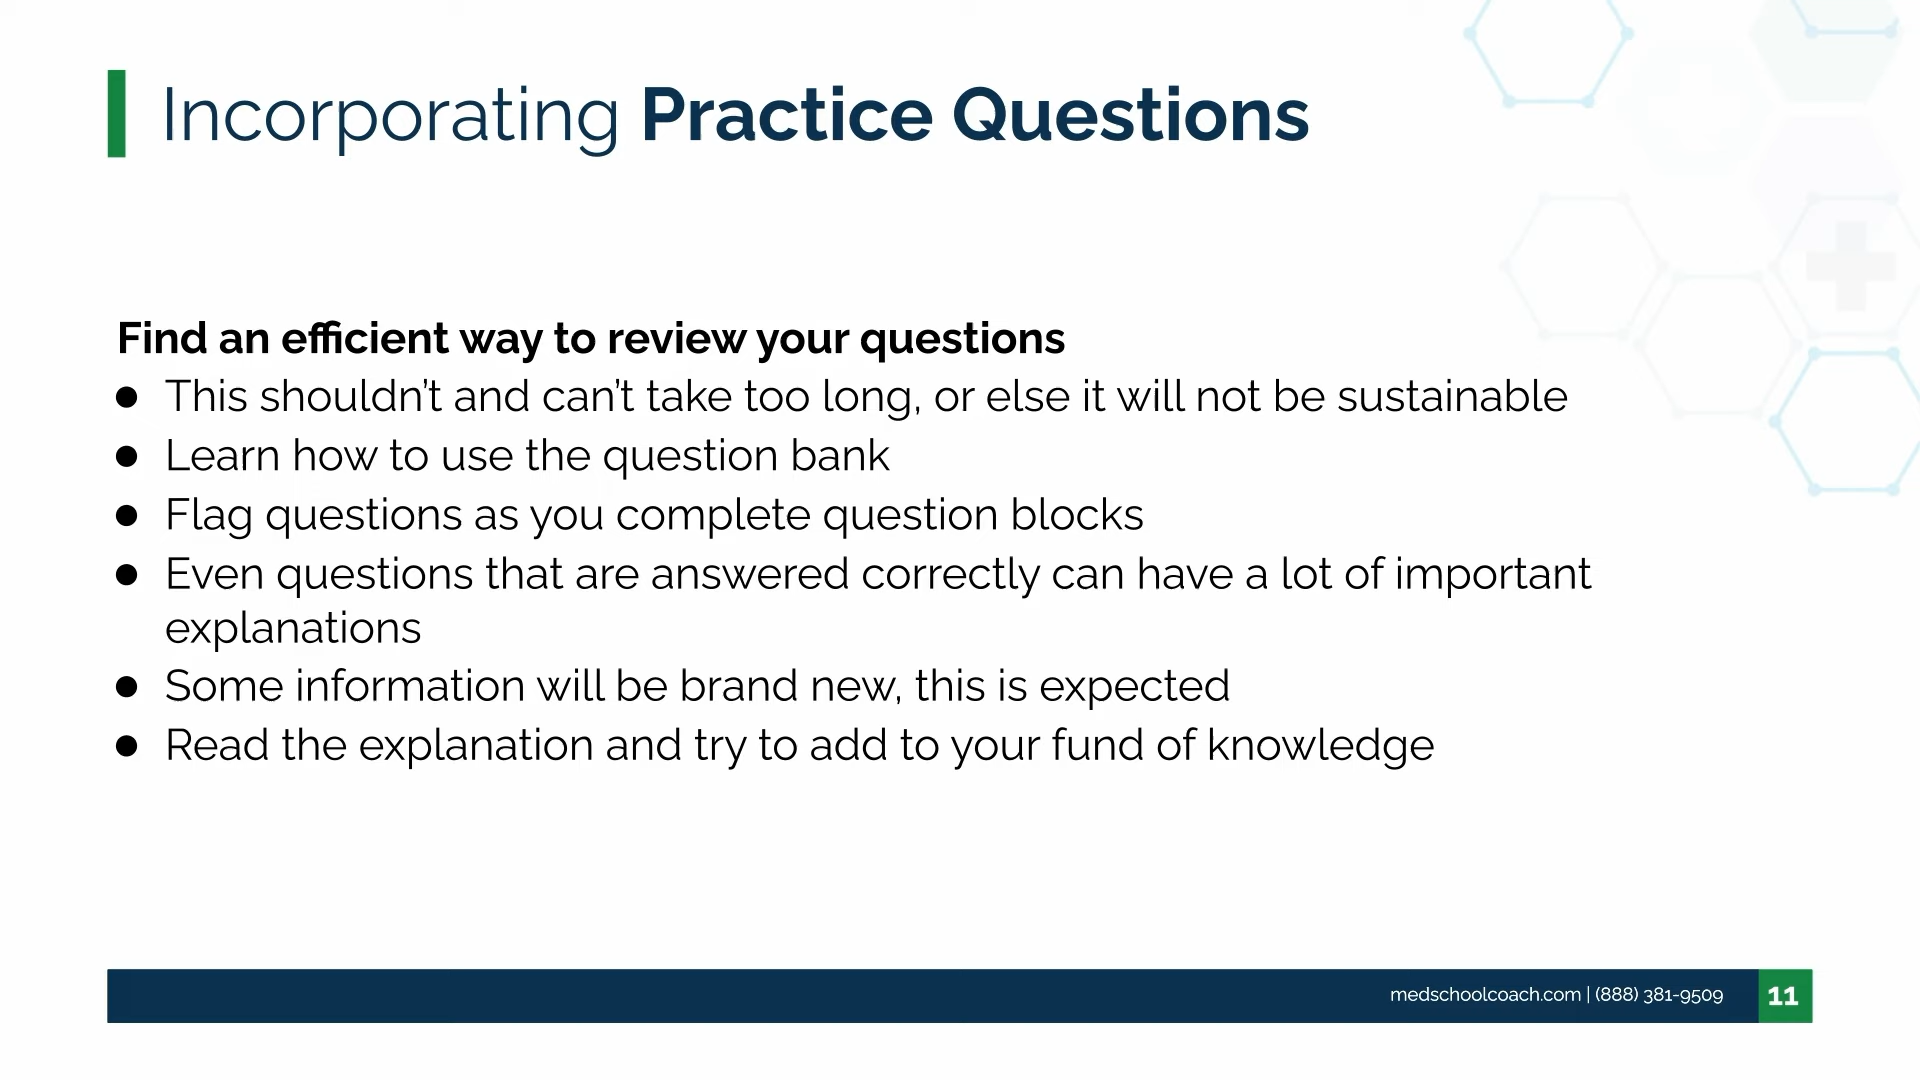 Incorporating Practice Questions
Find an efficient way to review your questions
● This shouldn't and can't take too long, or else it will not be sustainable
● Learn how to use the question bank
● Flag questions as you complete question blocks
● Even questions that are answered correctly can have a lot of important
explanations
● Some information will be brand new, this is expected
● Read the explanation and try to add to your fund of knowledge
medschoolcoach.com | (888) 381-9509 11